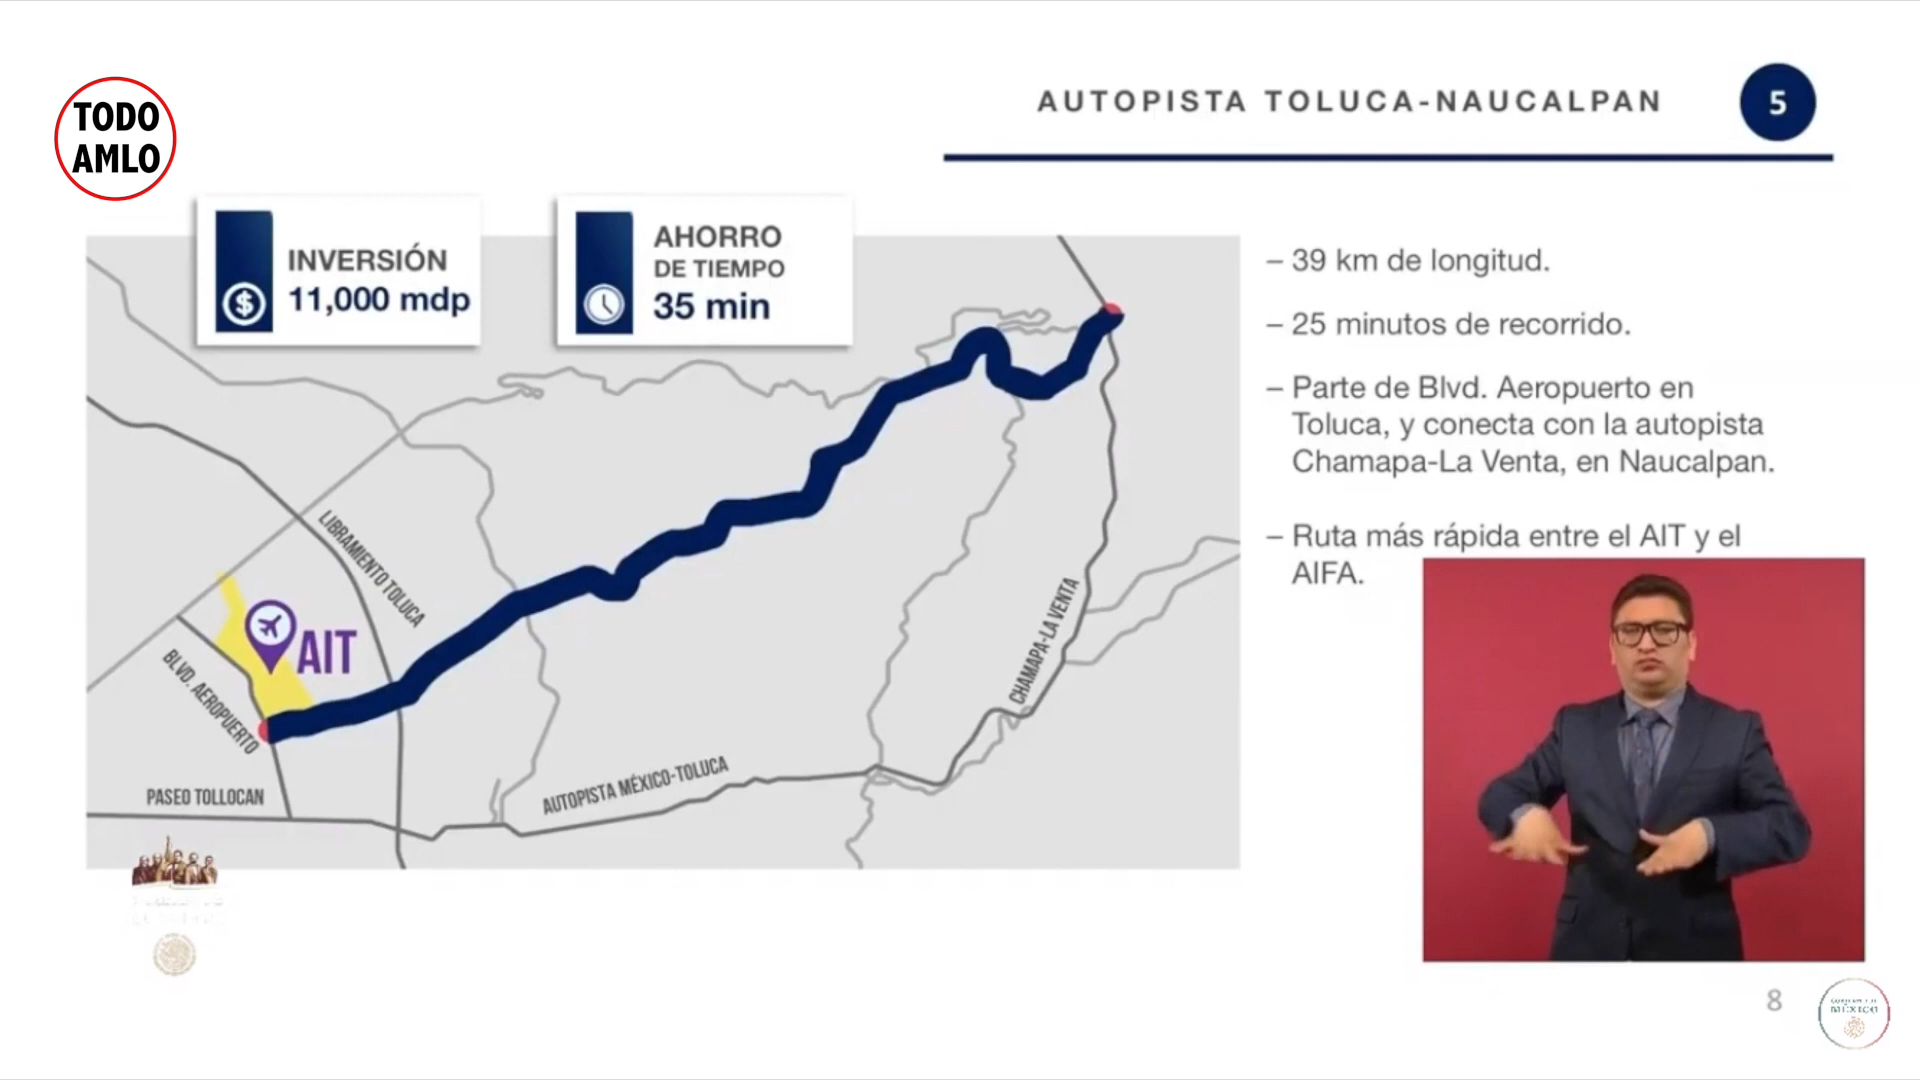 TODO
AMLO
AUTOPISTA TOLUCA-NAUCALPAN
5
INVERSIÓN
11,000 mdp
AHORRO
DE TIEMPO
35 min
– 39 km de longitud.
– 25 minutos de recorrido.
– Parte de Blvd. Aeropuerto en
Toluca, y conecta con la autopista
Chamapa-La Venta, en Naucalpan.
– Ruta más rápida entre el AIT y el
AIFA.
LIBRAMIENTO TOLUCA
AIT
BLVD. AEROPUERTO
PASEO TOLLOCAN
AUTOPISTA MÉXICO-TOLUCA
CHAMAPA-LA VENTA
8
MÉXICO